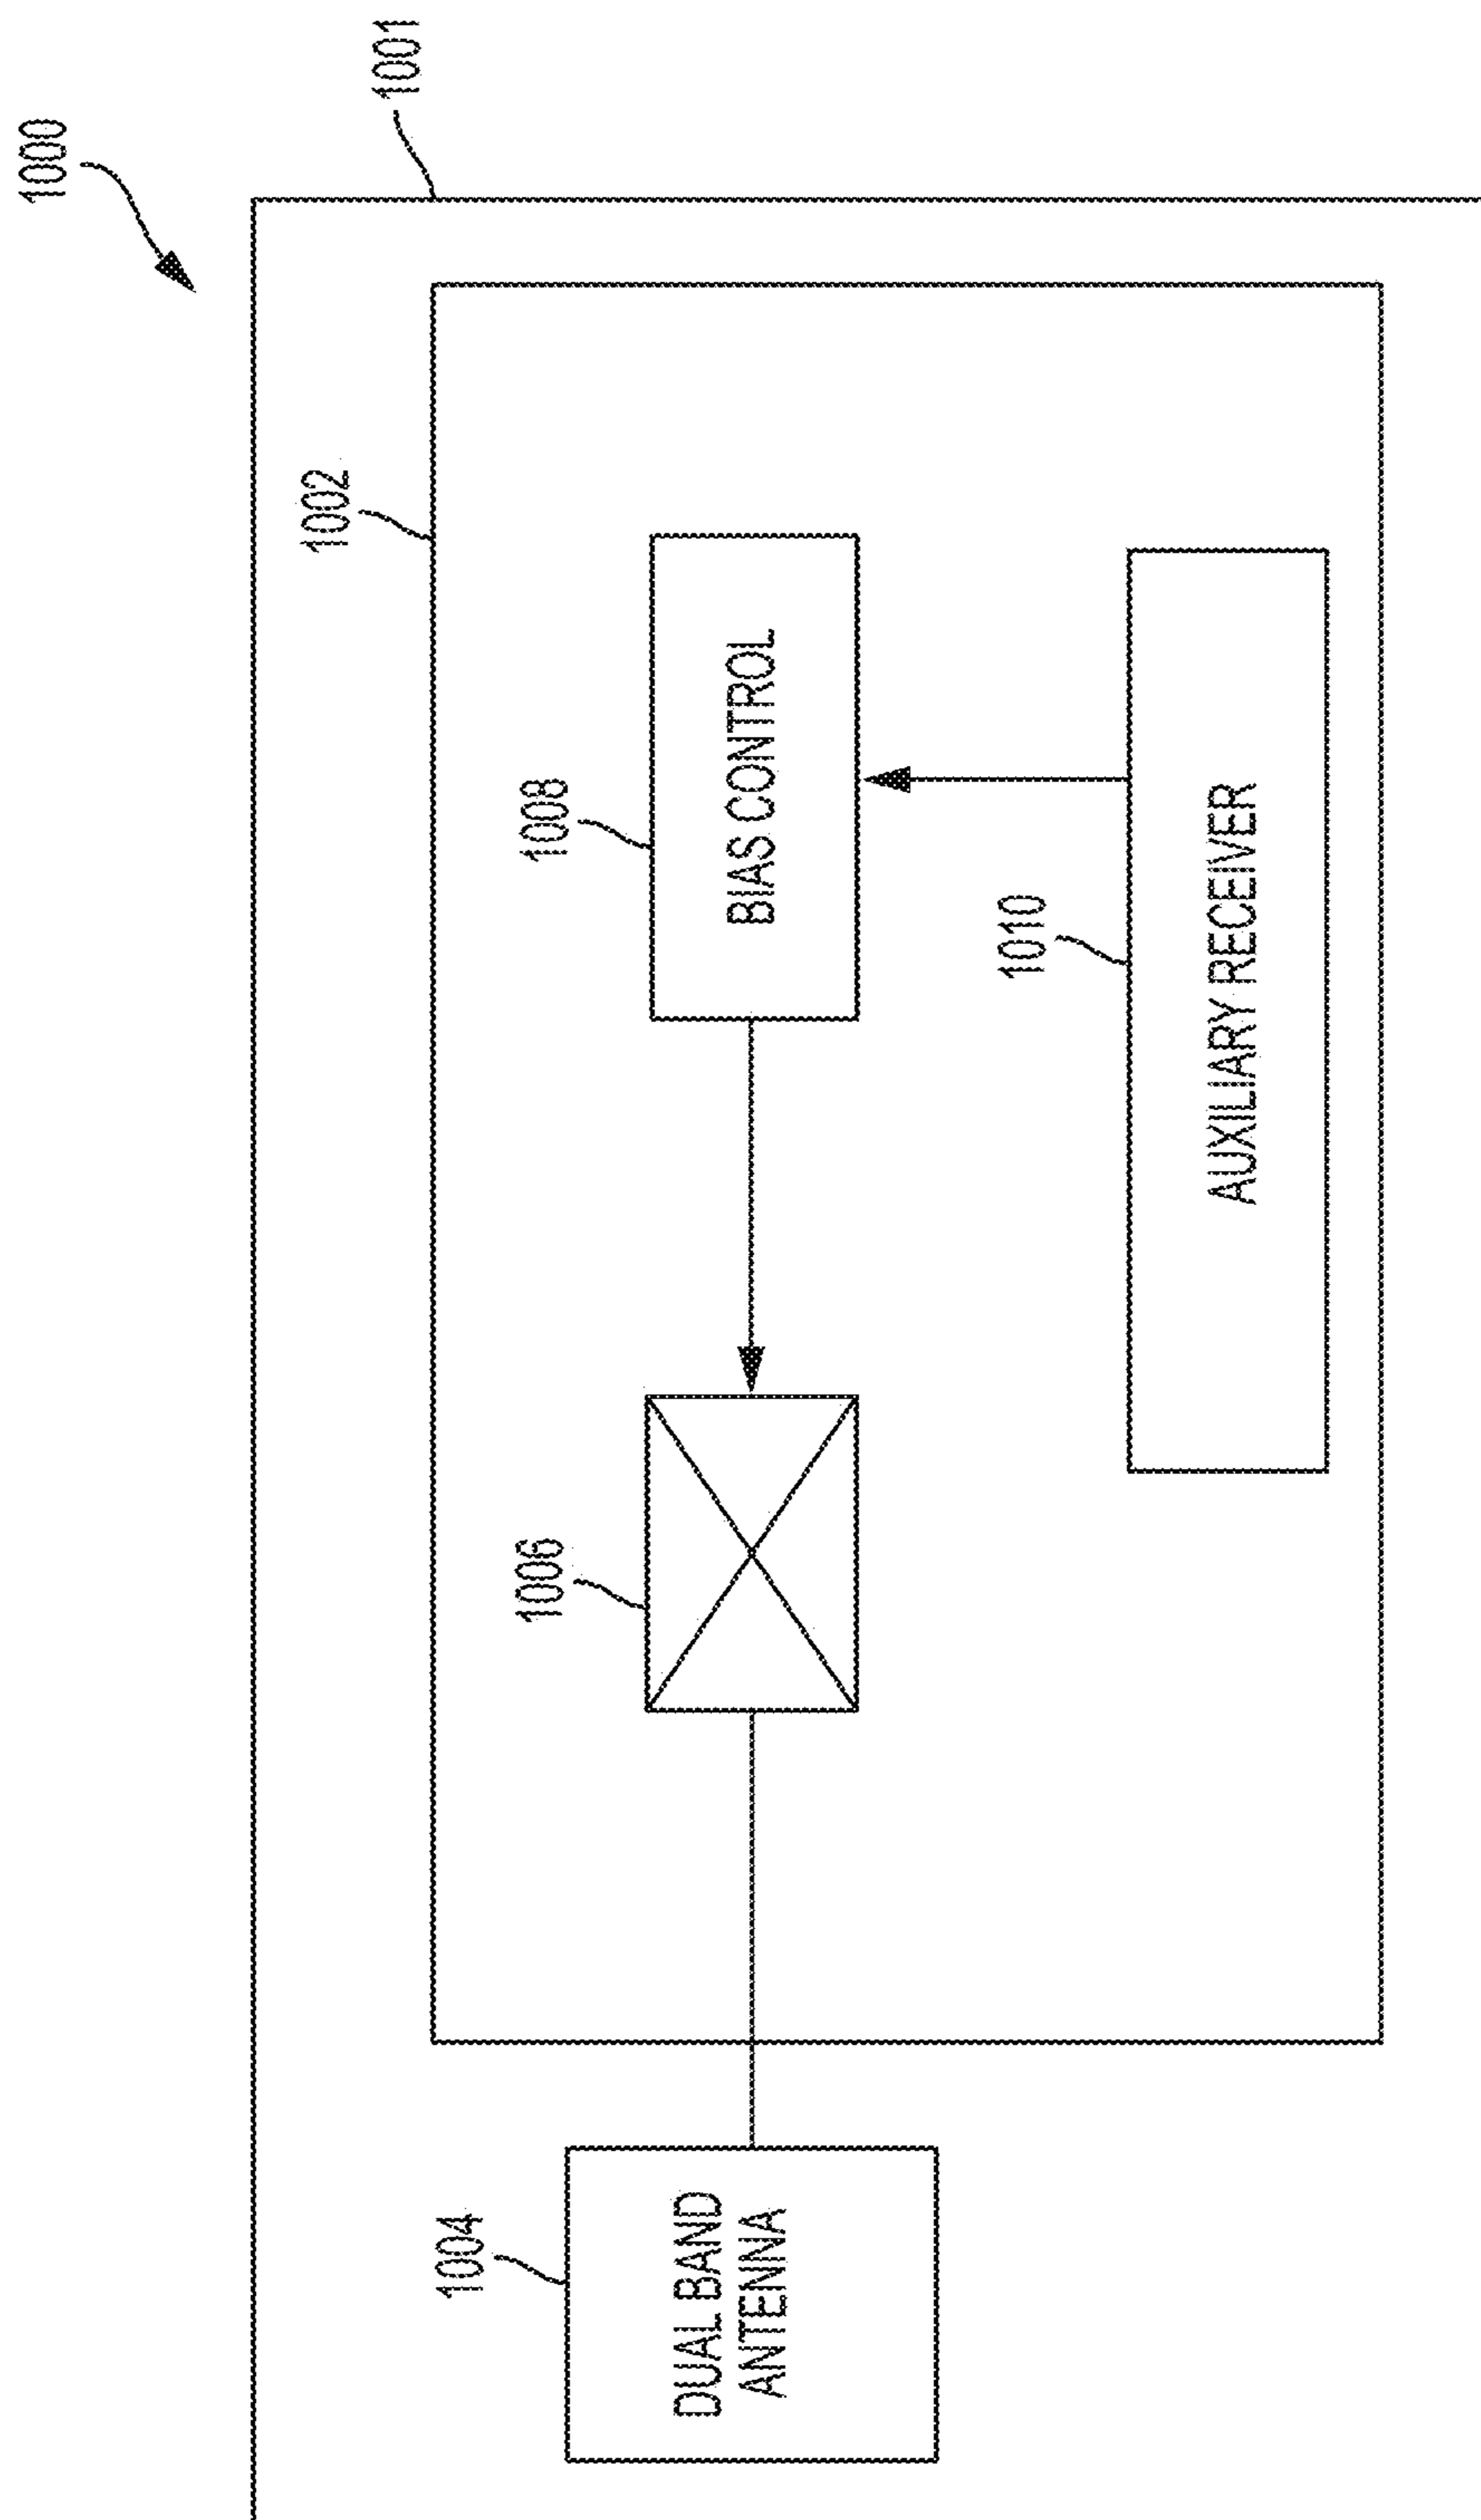 1000
1001
1002
1004
DUAL BAND
ANTENNA
1006
1008
BIAS CONTROL
1010
AUXILIARY RECEIVER